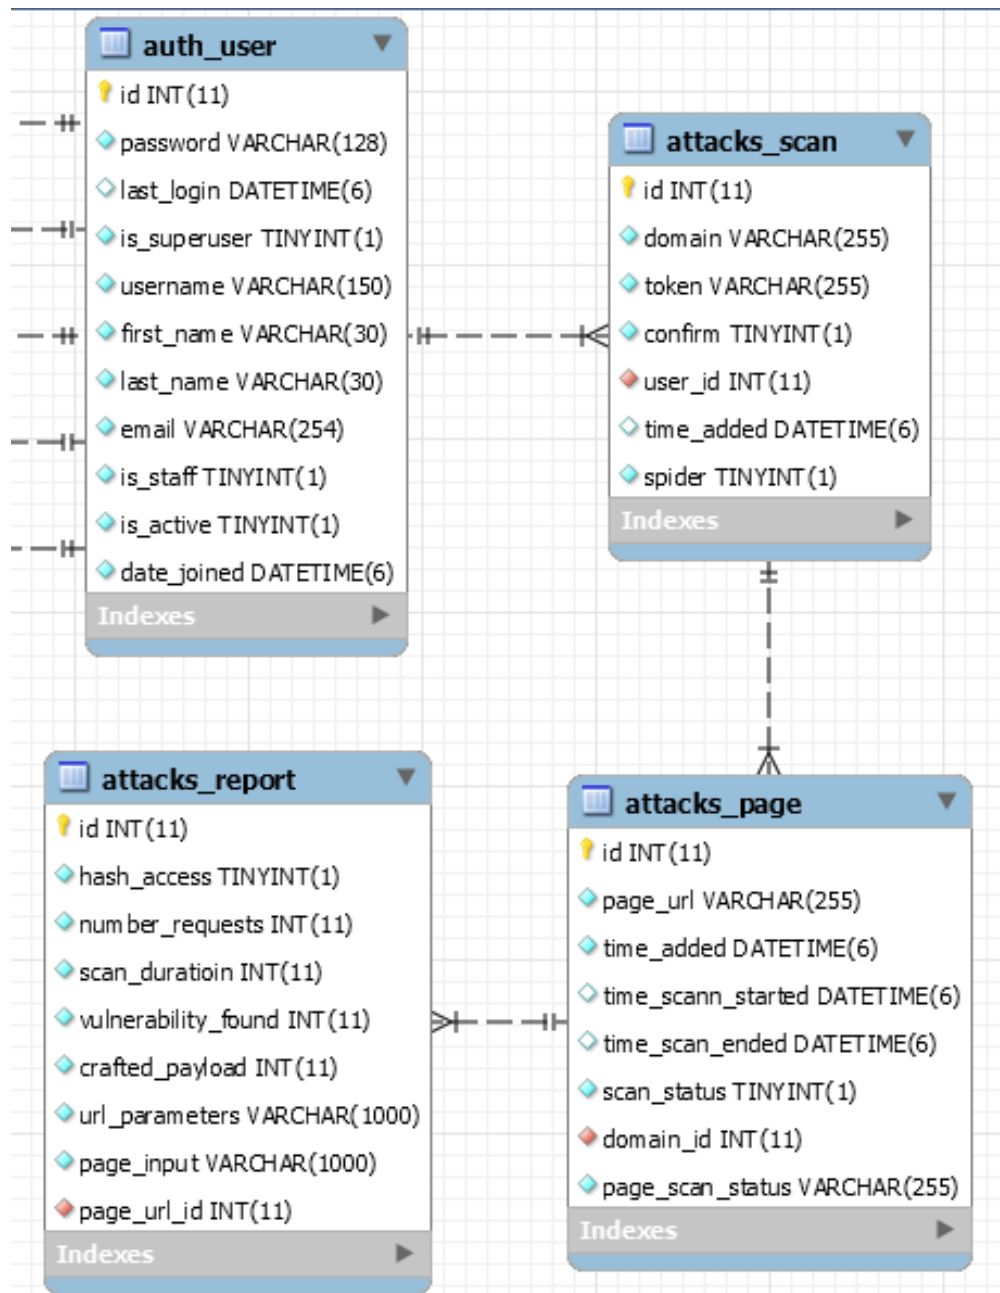 auth_user
id INT(11)
password VARCHAR(128)
last_login DATETIME(6)
is_superuser TINYINT(1)
username VARCHAR(150)
first_name VARCHAR(30)
last_name VARCHAR(30)
email VARCHAR(254)
is_staff TINYINT(1)
is_active TINYINT(1)
date_joined DATETIME(6)
Indexes
attacks_scan
id INT(11)
domain VARCHAR(255)
token VARCHAR(255)
confirm TINYINT(1)
user_id INT(11)
time_added DATETIME(6)
spider TINYINT(1)
Indexes
attacks_report
id INT(11)
hash_access TINYINT(1)
number_requests INT(11)
scan_duratioin INT(11)
vulnerability_found INT(11)
crafted_payload INT(11)
url_parameters VARCHAR(1000)
page_input VARCHAR(1000)
page_url_id INT(11)
Indexes
attacks_page
id INT(11)
page_url VARCHAR(255)
time_added DATETIME(6)
time_scann_started DATETIME(6)
time_scan_ended DATETIME(6)
scan_status TINYINT(1)
domain_id INT(11)
page_scan_status VARCHAR(255)
Indexes